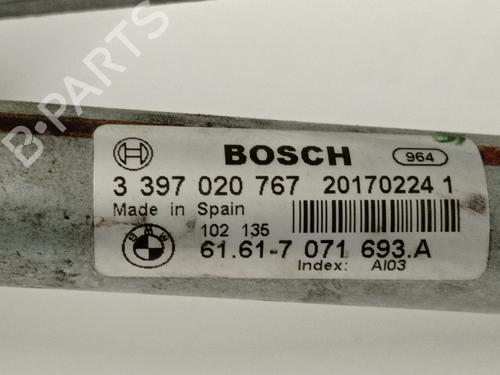 B-PARTS
BOSCH 964
3 397 020 767 20170224 1
Made in Spain
102 135
BMW 61.61-7 071 693.A
Index: AI03